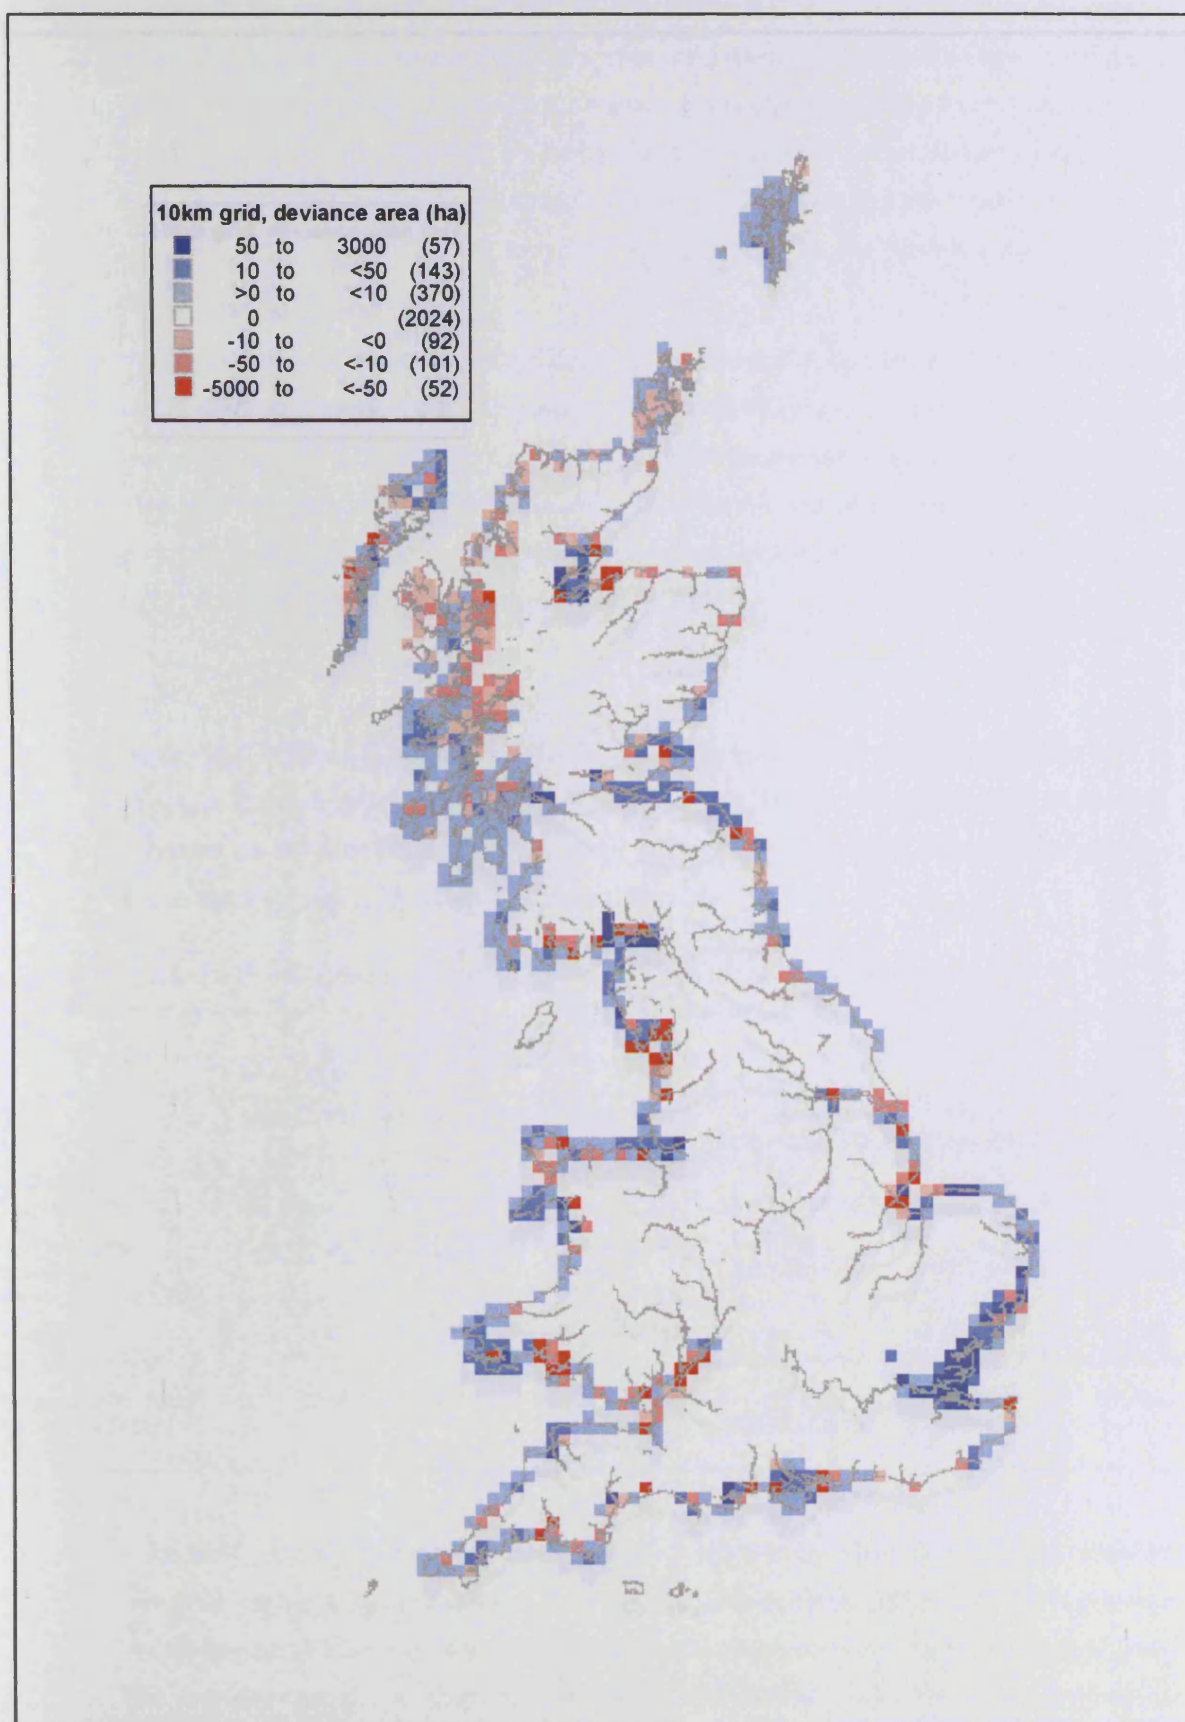 10km grid, deviance area (ha)
50 to 3000 (57)
10 to <50 (143)
>0 to <10 (370)
0 (2024)
-10 to <0 (92)
-50 to <-10 (101)
-5000 to <-50 (52)